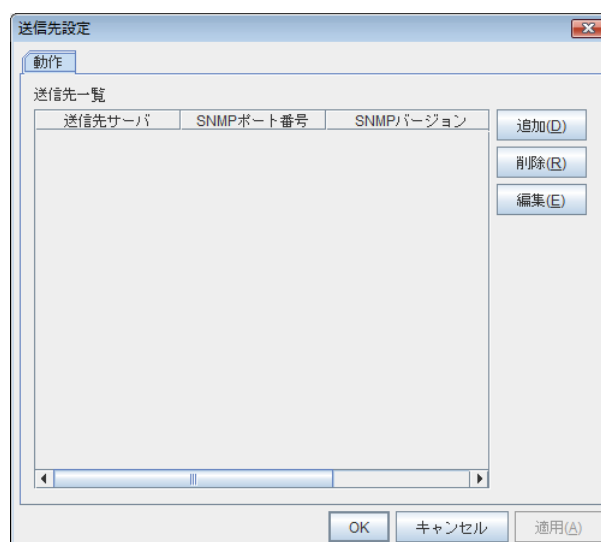 送信先設定
動作
送信先一覧
送信先サーバ SNMPポート番号 SNMPバージョン
追加(D)
削除(R)
編集(E)
OK キャンセル 適用(A)